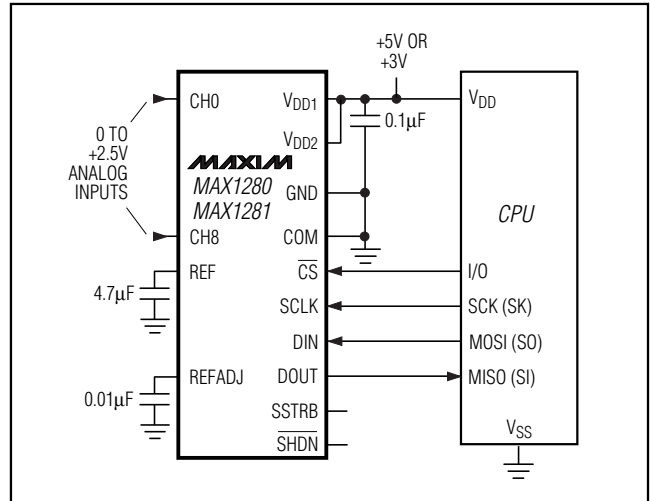 +5V OR
+3V
CH0
VDD1
VDD
0 TO
+2.5V
ANALOG
INPUTS
VDD2
0.1μF
MAXIM
MAX1280
MAX1281
GND
CPU
CH8
COM
REF
CS
I/O
4.7μF
SCLK
SCK (SK)
DIN
MOSI (SO)
REFADJ
DOUT
MISO (SI)
0.01μF
SSTRB
SHDN
VSS